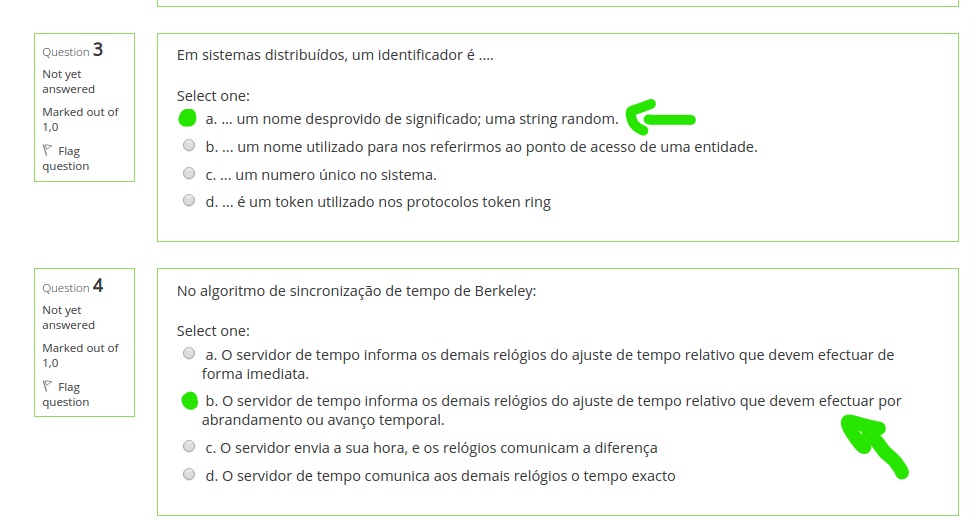 Question 3
Not yet
answered
Marked out of
1,0
Flag
question
Em sistemas distribuídos, um identificador é ....
Select one:
a. ... um nome desprovido de significado; uma string random.
b. ... um nome utilizado para nos referirmos ao ponto de acesso de uma entidade.
c. ... um numero único no sistema.
d. ... é um token utilizado nos protocolos token ring
Question 4
Not yet
answered
Marked out of
1,0
Flag
question
No algoritmo de sincronização de tempo de Berkeley:
Select one:
a. O servidor de tempo informa os demais relógios do ajuste de tempo relativo que devem efectuar de
forma imediata.
b. O servidor de tempo informa os demais relógios do ajuste de tempo relativo que devem efectuar por
abrandamento ou avanço temporal.
c. O servidor envia a sua hora, e os relógios comunicam a diferença
d. O servidor de tempo comunica aos demais relógios o tempo exacto